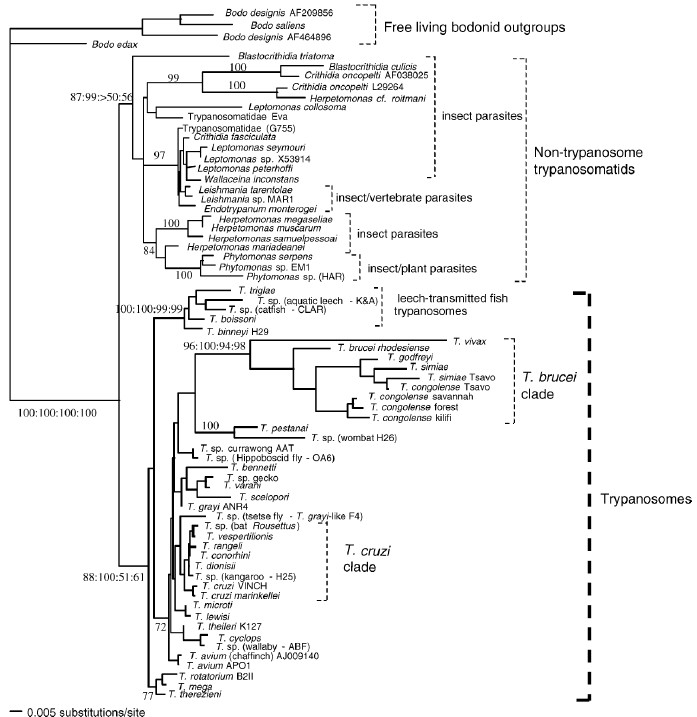 Bodo designis AF209856
Bodo saliens
Bodo designis AF464896
Bodo edax
Free living bodonid outgroups
Blastocrithidia triatoma
Blastocrithidia culicis
100
99
Crithidia oncopelti AF038025
Crithidia oncopelti L29264
100
Herpetomonas cf. roitmani
87:99:>50:56
Leptomonas collosoma
Trypanosomatidae Eva
insect parasites
Trypanosomatidae (G755)
Crithidia fasciculata
Leptomonas seymouri
97
Leptomonas sp. X53914
Leptomonas peterhoffi
Wallaceina inconstans
Non-trypanosome
trypanosomatids
Leishmania tarentolae
Leishmania sp. MAR1
insect/vertebrate parasites
Endotrypanum monterogei
Herpetomonas megaseliae
100
Herpetomonas muscarum
Herpetomonas samuelpessoai
insect parasites
Herpetomonas mariadeanei
84
Phytomonas serpens
Phytomonas sp. EM1
insect/plant parasites
100
Phytomonas sp. (HAR)
T. triglae
T. sp. (aquatic leech - K&A)
100:100:99:99
T. sp. (catfish - CLAR)
leech-transmitted fish
trypanosomes
T. boissoni
T. binneyi H29
96:100:94:98
T. vivax
T. brucei rhodesiense
T. godfreyi
T. simiae
T. simiae Tsavo
T. congolense Tsavo
T. congolense savannah
T. congolense forest
T. congolense kilifi
T. brucei
clade
100:100:100:100
100
T. pestanai
T. sp. (wombat H26)
T. sp. currawong AAT
T. sp. (Hippoboscid fly - OA6)
T. bennetti
T. sp. gecko
T. varani
T. scelopori
T. grayi ANR4
Trypanosomes
T. sp. (tsetse fly - T. grayi-like F4)
T. sp. (bat Rousettus)
T. vespertilionis
T. rangeli
T. conorhini
T. dionisii
T. sp. (kangaroo - H25)
T. cruzi VINCH
T. cruzi marinkellei
T. cruzi
clade
88:100:51:61
T. microti
T. lewisi
72
T. theileri K127
T. cyclops
T. sp. (wallaby - ABF)
T. avium (chaffinch) AJ009140
T. avium APO1
T. rotatorium B2II
T. mega
77
T. therezieni
0.005 substitutions/site